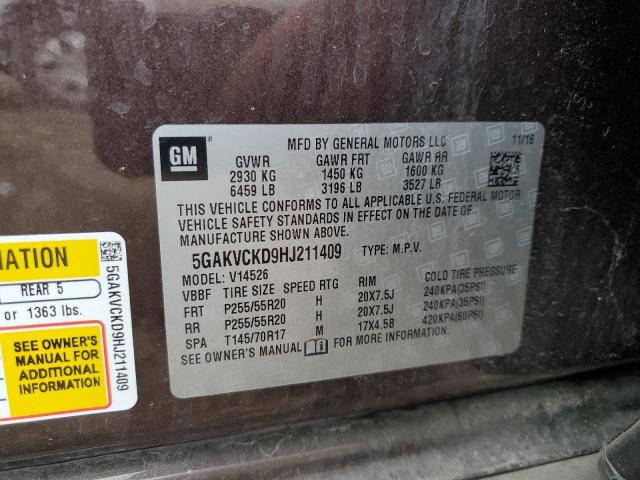 GM
MFD BY GENERAL MOTORS LLC 11/16
GVWR GAWR FRT GAWR RR
2930 KG 1450 KG 1600 KG
6459 LB 3196 LB 3527 LB
THIS VEHICLE CONFORMS TO ALL APPLICABLE U.S. FEDERAL MOTOR
VEHICLE SAFETY STANDARDS IN EFFECT ON THE DATE OF
MANUFACTURE SHOWN ABOVE.
5GAKVCKD9HJ211409 TYPE: M.P.V.
MODEL: V14526
VBBF TIRE SIZE SPEED RTG RIM COLD TIRE PRESSURE
FRT P255/55R20 H 20X7.5J 240KPA(35PSI)
RR P255/55R20 H 20X7.5J 240KPA(35PSI)
SPA T145/70R17 M 17X4.5B 420KPA(60PSI)
SEE OWNER'S MANUAL FOR MORE INFORMATION
MATION
REAR 5
or 1363 lbs.
SEE OWNER'S
MANUAL FOR
ADDITIONAL
INFORMATION
5GAKVCKD9HJ211409